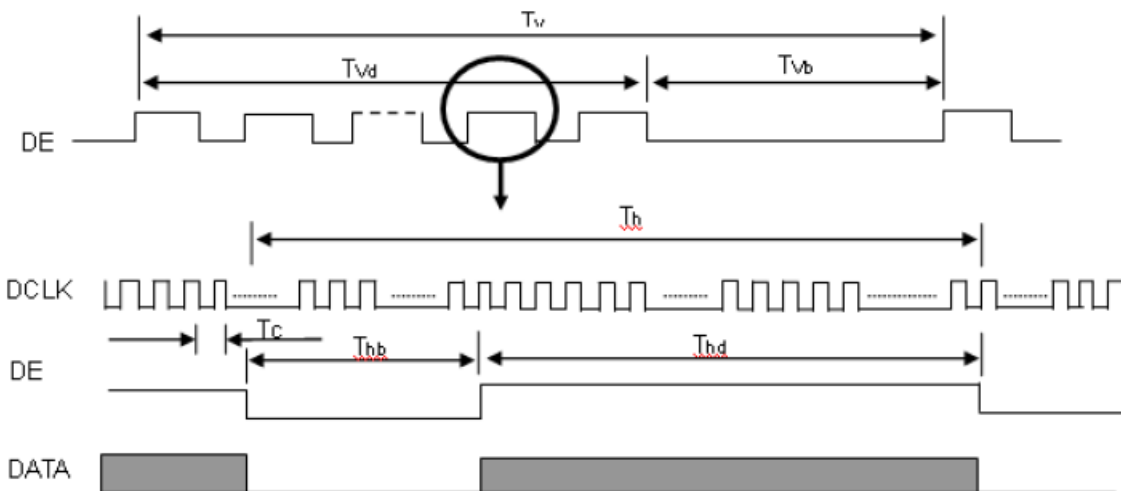 Tv
Tvd
Tvb
DE
Th
DCLK
Tc
Thb
Thd
DE
DATA